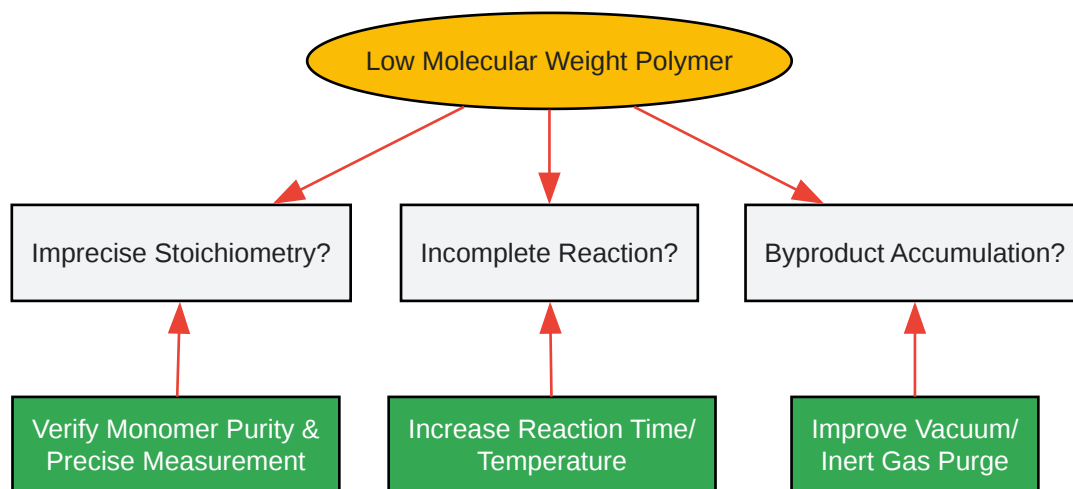 Low Molecular Weight Polymer
Imprecise Stoichiometry?
Incomplete Reaction?
Byproduct Accumulation?
Verify Monomer Purity &
Precise Measurement
Increase Reaction Time/
Temperature
Improve Vacuum/
Inert Gas Purge